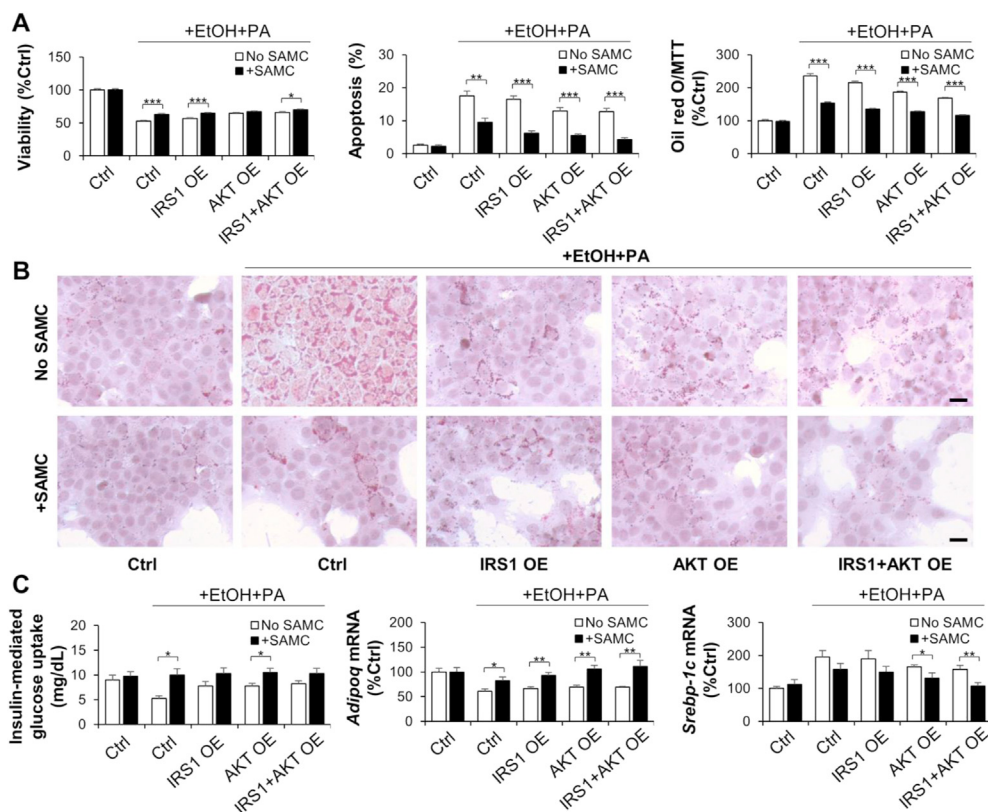 A
+EtOH+PA
No SAMC
+SAMC
Viability (%Ctrl)
150
100
50
0
***
***
*
Ctrl
Ctrl
IRS1 OE
AKT OE
IRS1+AKT OE
+EtOH+PA
No SAMC
+SAMC
Apoptosis (%)
30
20
10
0
**
***
***
***
Ctrl
Ctrl
IRS1 OE
AKT OE
IRS1+AKT OE
+EtOH+PA
No SAMC
+SAMC
Oil red O/MTT
(%Ctrl)
300
200
100
0
***
***
***
***
Ctrl
Ctrl
IRS1 OE
AKT OE
IRS1+AKT OE
B
+EtOH+PA
No SAMC
+SAMC
Ctrl
Ctrl
IRS1 OE
AKT OE
IRS1+AKT OE
C
+EtOH+PA
No SAMC
+SAMC
Insulin-mediated
glucose uptake
(mg/dL)
20
15
10
5
0
*
*
Ctrl
Ctrl
IRS1 OE
AKT OE
IRS1+AKT OE
+EtOH+PA
No SAMC
+SAMC
Adipoq mRNA
(%Ctrl)
200
150
100
50
0
*
**
**
**
Ctrl
Ctrl
IRS1 OE
AKT OE
IRS1+AKT OE
+EtOH+PA
No SAMC
+SAMC
Srebp-1c mRNA
(%Ctrl)
300
200
100
0
*
**
Ctrl
Ctrl
IRS1 OE
AKT OE
IRS1+AKT OE